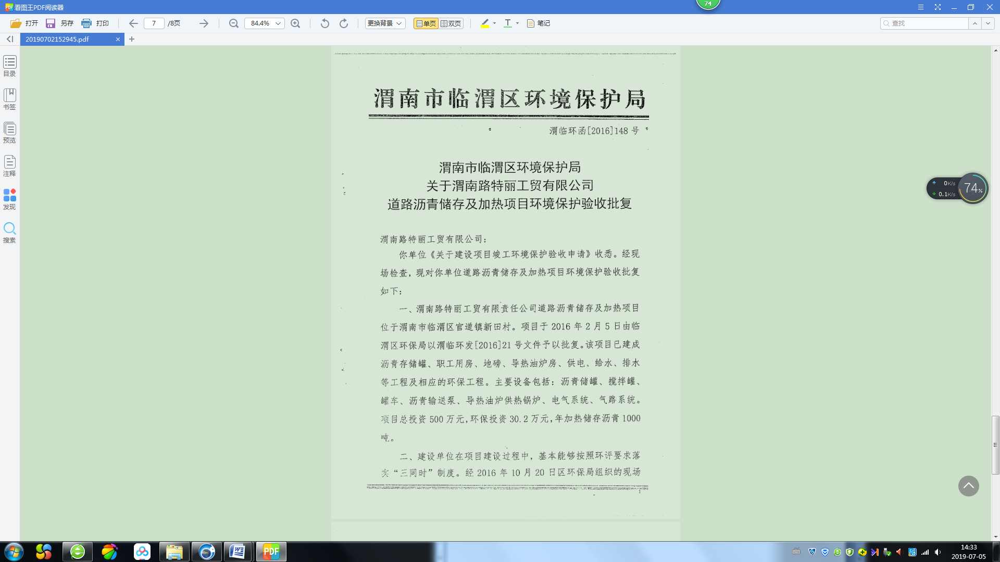 看图王PDF阅读器
74
打开 另存 打印 7 /8页 84.4% 更换背景 单页 双页 笔记 查找
20190702152945.pdf
目录
书签
预览
注释
发现
搜索
渭南市临渭区环境保护局
渭临环函[2016]148 号
渭南市临渭区环境保护局
关于渭南路特丽工贸有限公司
道路沥青储存及加热项目环境保护验收批复
渭南路特丽工贸有限公司：
你单位《关于建设项目竣工环境保护验收申请》收悉。经现
场检查，现对你单位道路沥青储存及加热项目环境保护验收批复
如下：
一、渭南路特丽工贸有限责任公司道路沥青储存及加热项目
位于渭南市临渭区官道镇新田村。项目于 2016 年 2 月 5 日由临
渭区环保局以渭临环发[2016]21 号文件予以批复。该项目已建成
沥青存储罐、职工用房、地磅、导热油炉房、供电、给水、排水
等工程及相应的环保工程。主要设备包括：沥青储罐、搅拌罐、
罐车、沥青输送泵、导热油炉供热锅炉、电气系统、气路系统。
项目总投资 500 万元，环保投资 30.2 万元，年加热储存沥青 1000
吨。
二、建设单位在项目建设过程中，基本能够按照环评要求落
实“三同时”制度。经 2016 年 10 月 20 日区环保局组织的现场
0K/s
0.1K/s
74%
PDF
14:33
2019-07-05